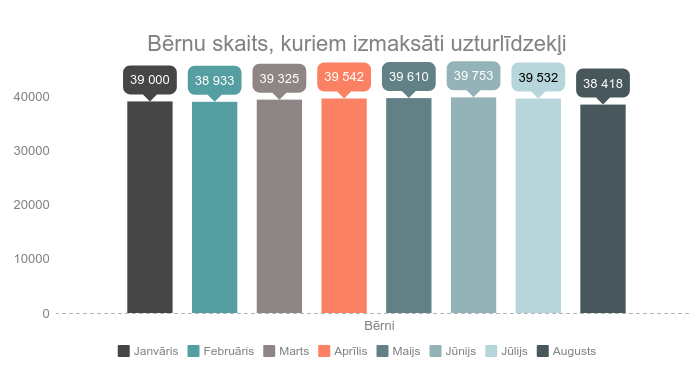 Bērnu skaits, kuriem izmaksāti uzturlīdzekļi
39 000 38 933 39 325 39 542 39 610 39 753 39 532 38 418
40000
30000
20000
10000
0
Bērni
Janvāris Februāris Marts Aprīlis Maijs Jūnijs Jūlijs Augusts